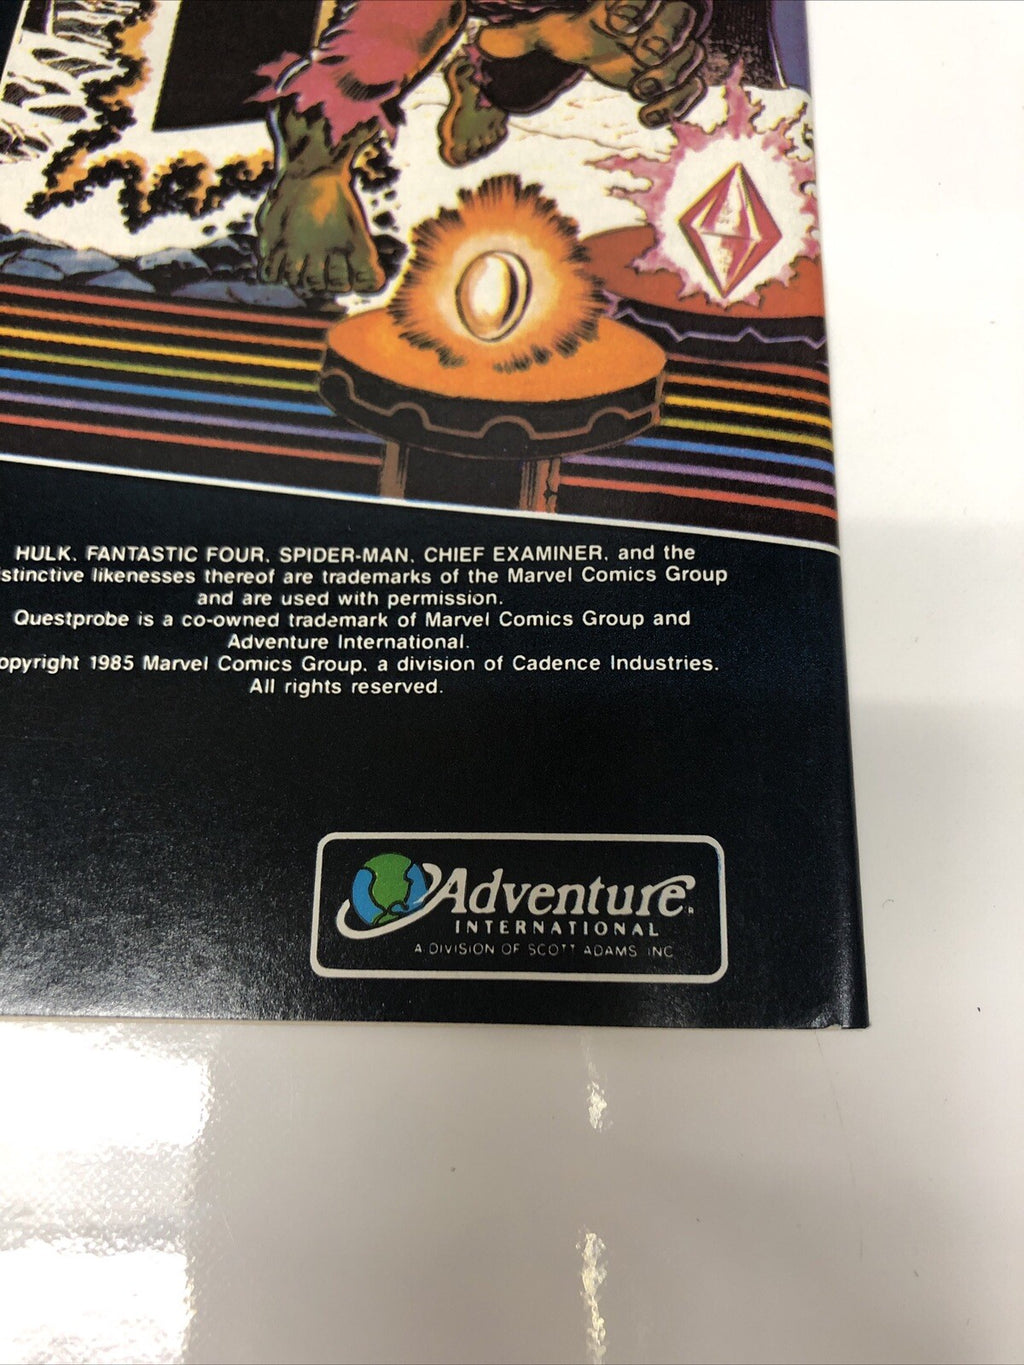 HULK, FANTASTIC FOUR, SPIDER-MAN, CHIEF EXAMINER, and the
stinctive likenesses thereof are trademarks of the Marvel Comics Group
and are used with permission.
Questprobe is a co-owned trademark of Marvel Comics Group and
Adventure International.
opyright 1985 Marvel Comics Group, a division of Cadence Industries.
All rights reserved.
Adventure
INTERNATIONAL
A DIVISION OF SCOTT ADAMS INC